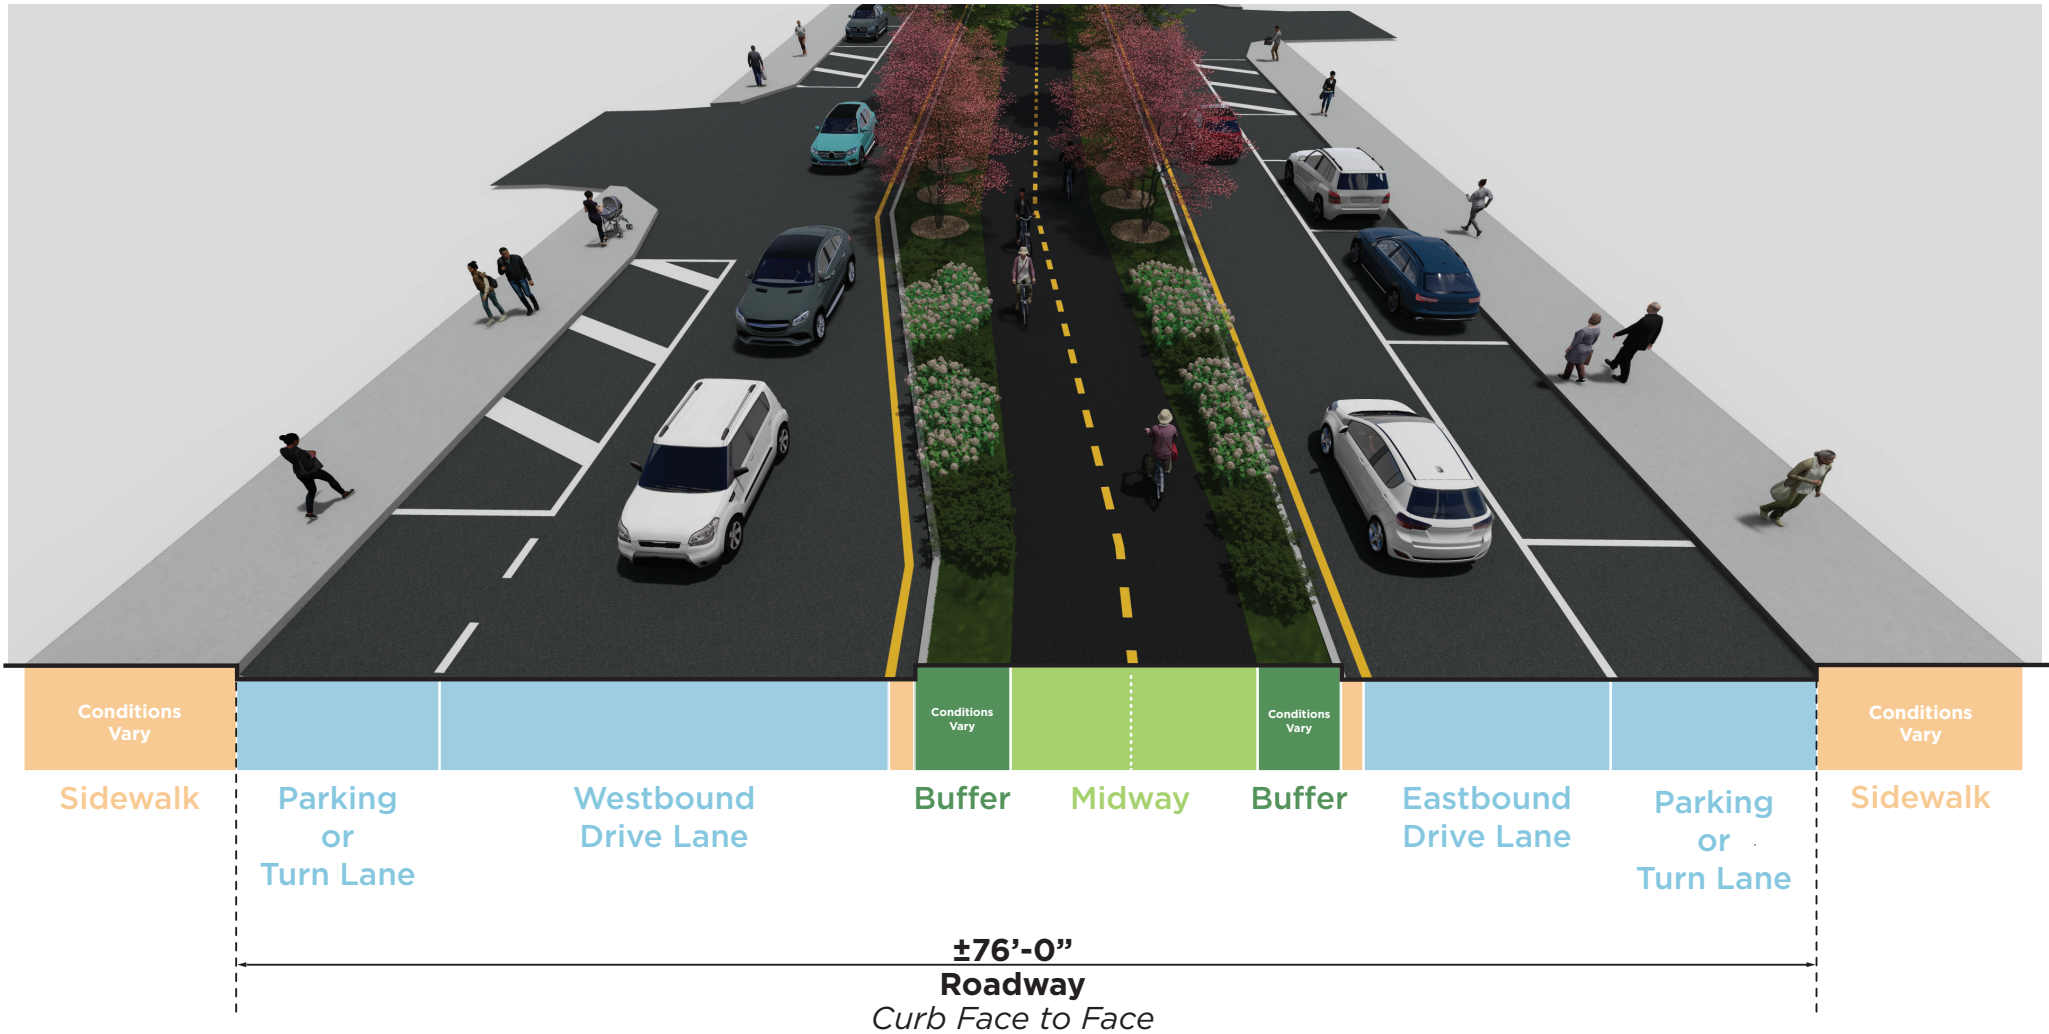 Conditions
Vary
Conditions
Vary
Conditions
Vary
Conditions
Vary
Sidewalk
Parking
or
Turn Lane
Westbound
Drive Lane
Buffer
Midway
Buffer
Eastbound
Drive Lane
Parking
or
Turn Lane
Sidewalk
±76’-0”
Roadway
Curb Face to Face